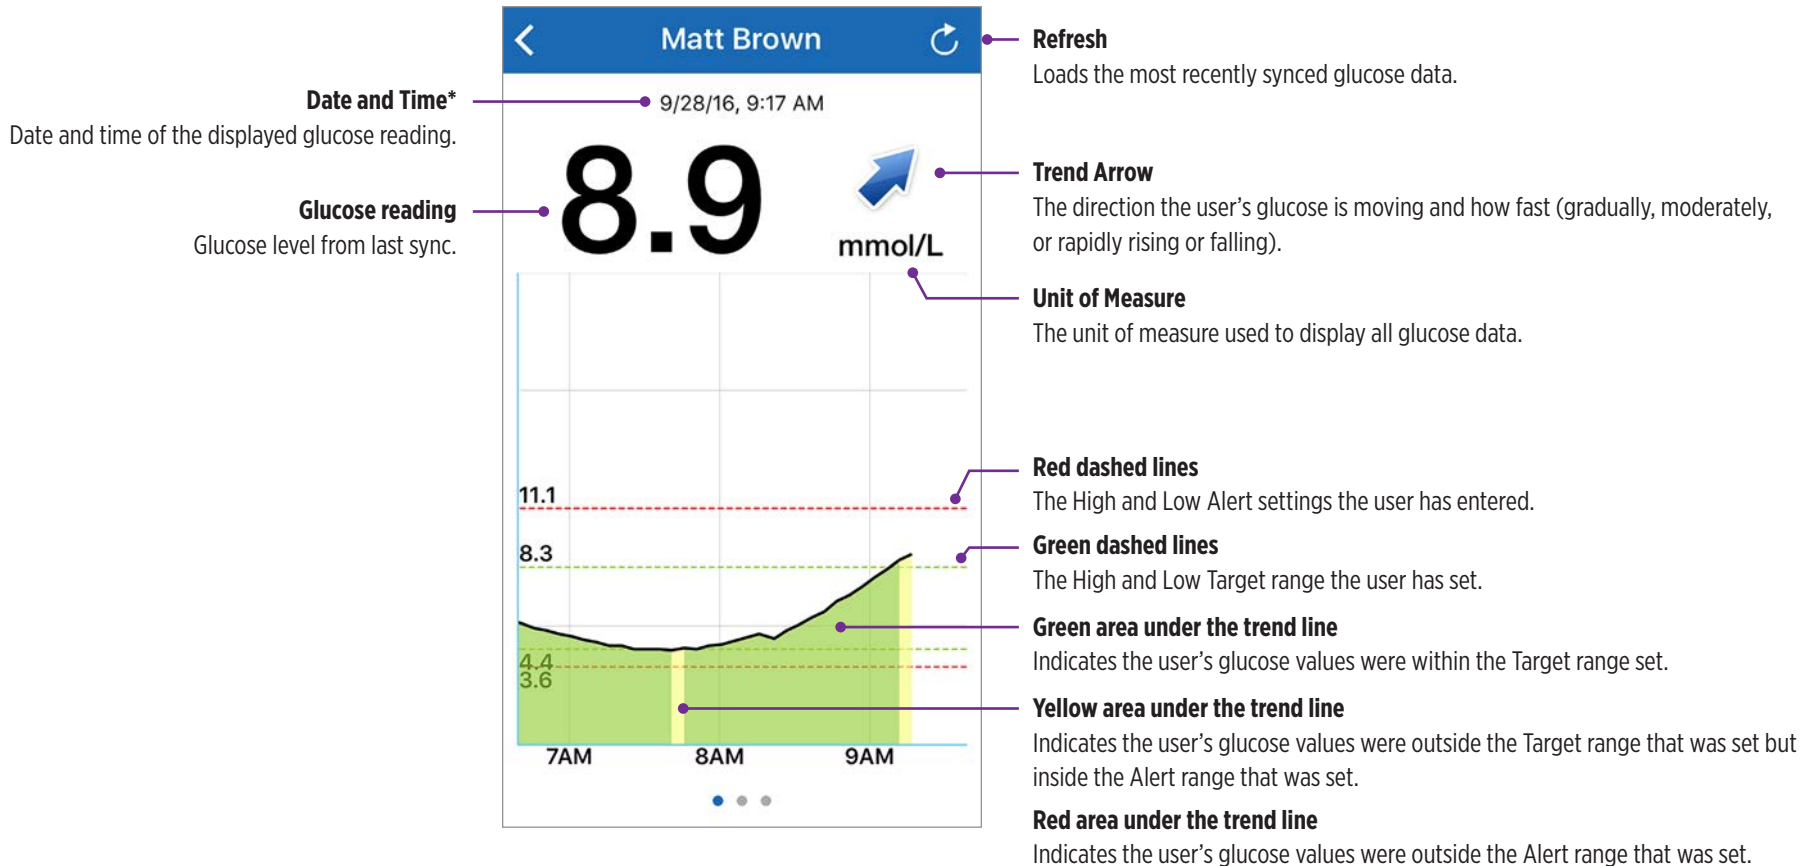 Matt Brown
9/28/16, 9:17 AM
8.9
mmol/L
11.1
8.3
4.4
3.6
7AM 8AM 9AM
Date and Time*
Date and time of the displayed glucose reading.
Glucose reading
Glucose level from last sync.
Refresh
Loads the most recently synced glucose data.
Trend Arrow
The direction the user’s glucose is moving and how fast (gradually, moderately,
or rapidly rising or falling).
Unit of Measure
The unit of measure used to display all glucose data.
Red dashed lines
The High and Low Alert settings the user has entered.
Green dashed lines
The High and Low Target range the user has set.
Green area under the trend line
Indicates the user’s glucose values were within the Target range set.
Yellow area under the trend line
Indicates the user’s glucose values were outside the Target range that was set but
inside the Alert range that was set.
Red area under the trend line
Indicates the user’s glucose values were outside the Alert range that was set.